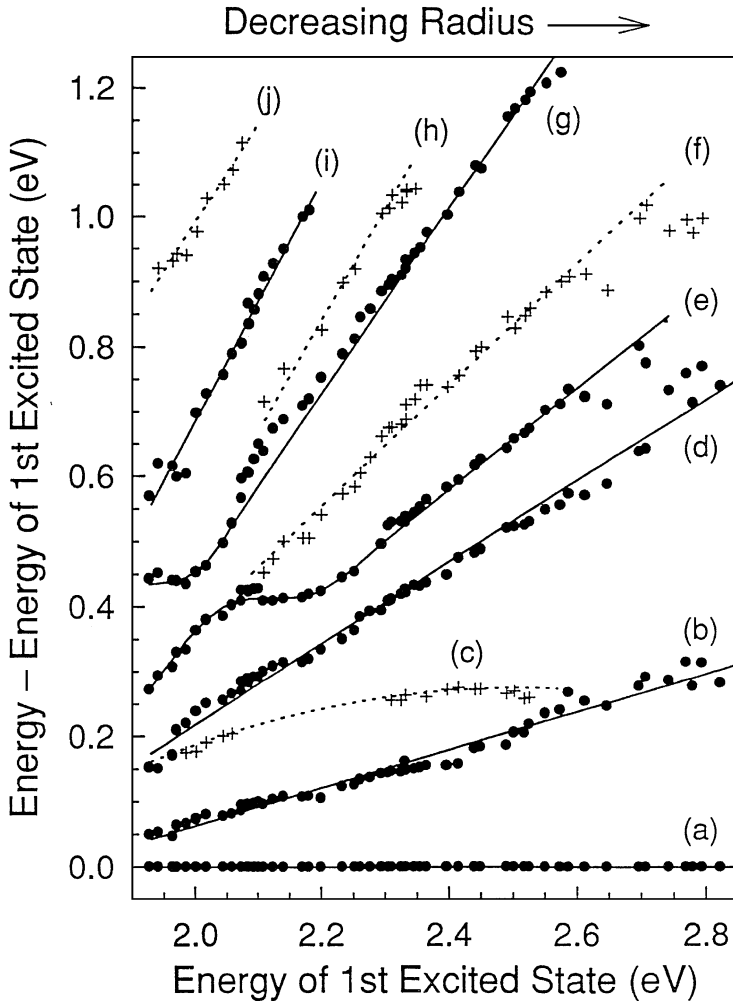 Decreasing Radius
(j)
(i)
(h)
(g)
(f)
(e)
(d)
(c)
(b)
(a)
1.2
1.0
0.8
0.6
0.4
0.2
0.0
Energy – Energy of 1st Excited State (eV)
2.0 2.2 2.4 2.6 2.8
Energy of 1st Excited State (eV)